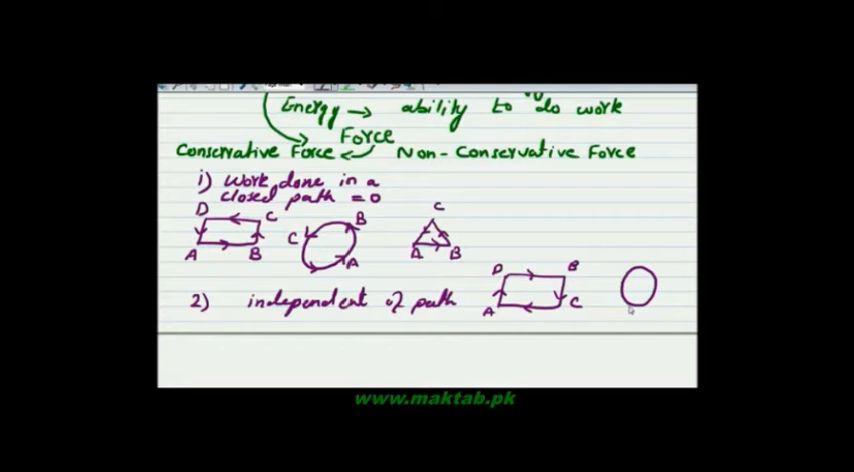 Energy → ability to do work
Force
Conservative Force Non-Conservative Force
i) Work done in a
closed path = 0
D C B C
C
A B A A B
D B
2) independent of path A C
www.maktab.pk